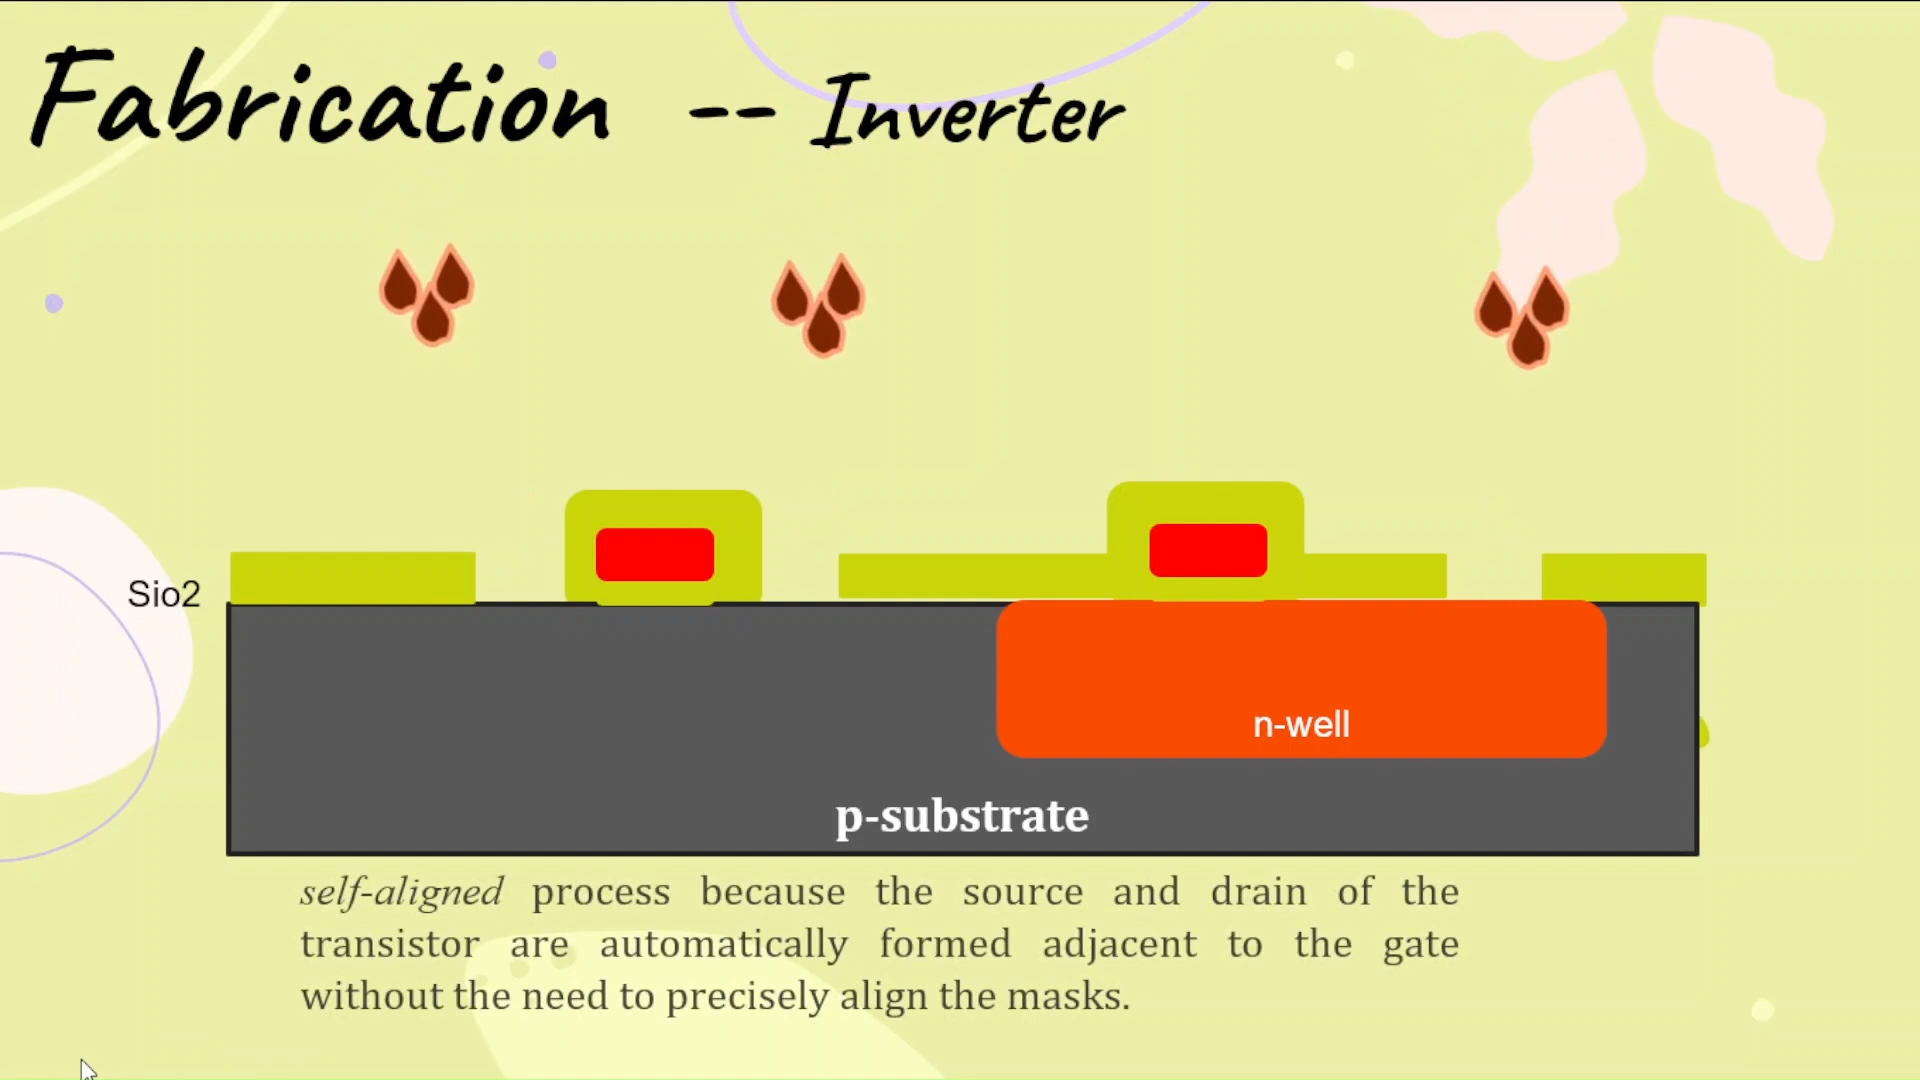 Fabrication -- Inverter
Sio2
n-well
p-substrate
self-aligned process because the source and drain of the
transistor are automatically formed adjacent to the gate
without the need to precisely align the masks.